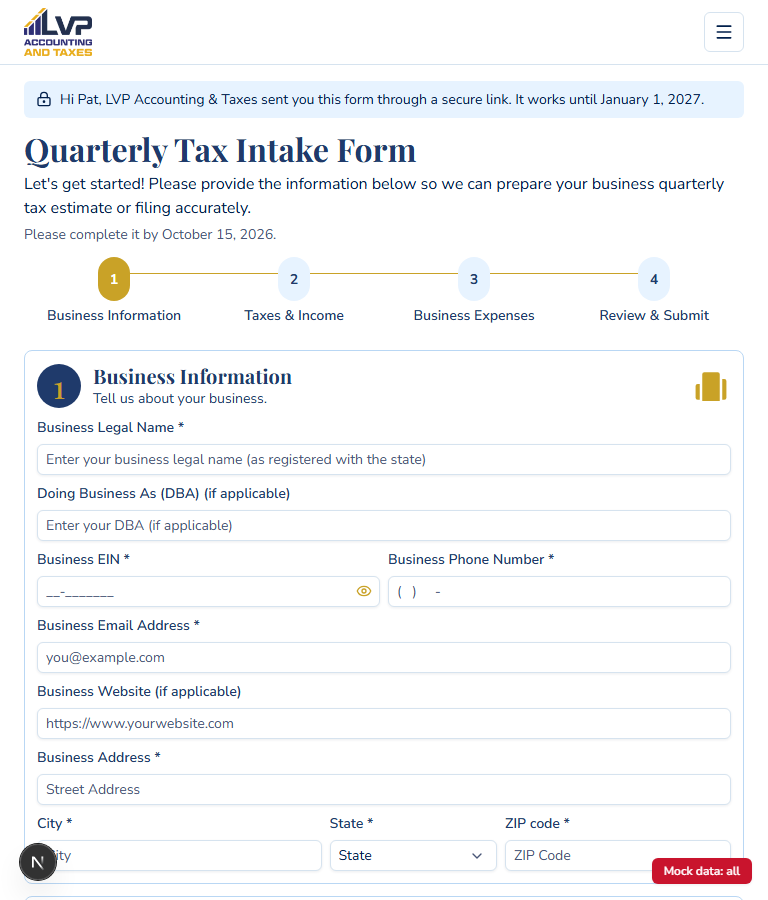 LVP
ACCOUNTING
AND TAXES
Hi Pat, LVP Accounting & Taxes sent you this form through a secure link. It works until January 1, 2027.
Quarterly Tax Intake Form
Let's get started! Please provide the information below so we can prepare your business quarterly
tax estimate or filing accurately.
Please complete it by October 15, 2026.
1 2 3 4
Business Information Taxes & Income Business Expenses Review & Submit
1
Business Information
Tell us about your business.
Business Legal Name *
Enter your business legal name (as registered with the state)
Doing Business As (DBA) (if applicable)
Enter your DBA (if applicable)
Business EIN * Business Phone Number *
__-_______ ( ) -
Business Email Address *
you@example.com
Business Website (if applicable)
https://www.yourwebsite.com
Business Address *
Street Address
City * State * ZIP code *
State ZIP Code
N
Mock data: all